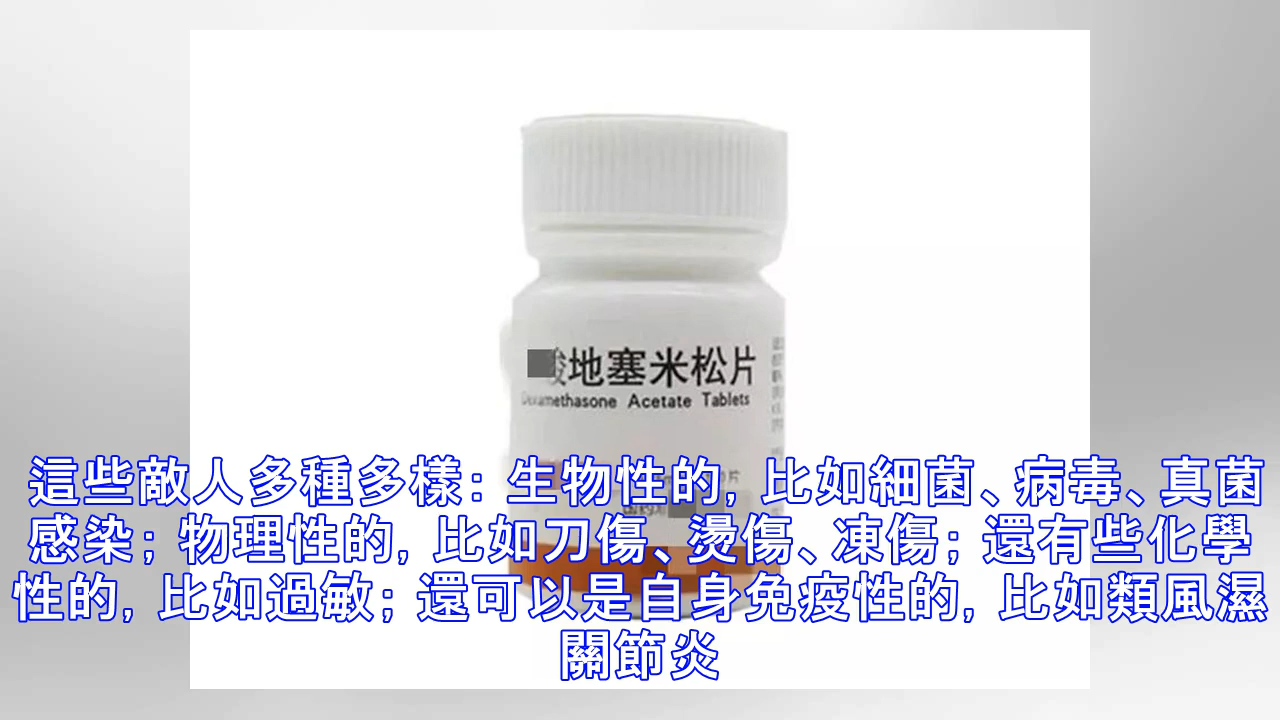 酸地塞米松片
Dexamethasone Acetate Tablets
片
這些敵人多種多樣：生物性的，比如細菌、病毒、真菌
感染；物理性的，比如刀傷、燙傷、凍傷；還有些化學
性的，比如過敏；還可以是自身免疫性的，比如類風濕
關節炎